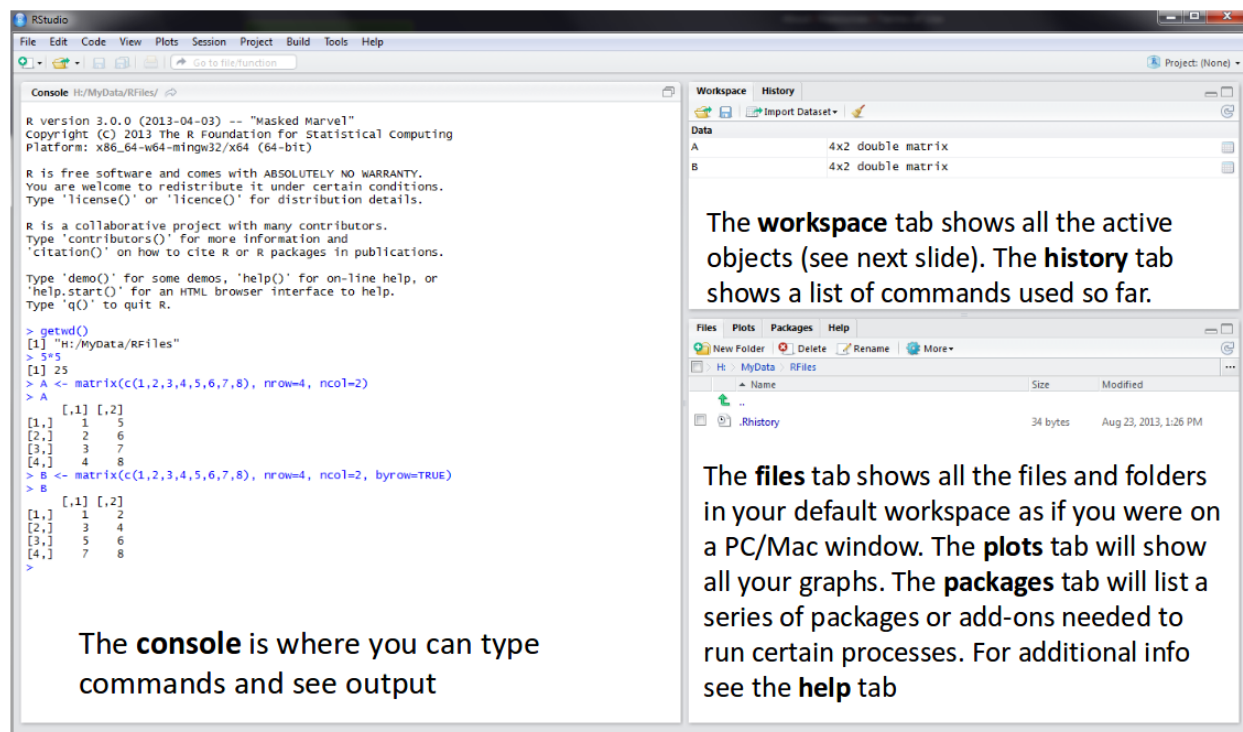 RStudio
File Edit Code View Plots Session Project Build Tools Help
Go to file/function
Project: (None)
Console H:/MyData/RFiles/
R version 3.0.0 (2013-04-03) -- "Masked Marvel"
Copyright (C) 2013 The R Foundation for Statistical Computing
Platform: x86_64-w64-mingw32/x64 (64-bit)
R is free software and comes with ABSOLUTELY NO WARRANTY.
You are welcome to redistribute it under certain conditions.
Type 'license()' or 'licence()' for distribution details.
R is a collaborative project with many contributors.
Type 'contributors()' for more information and
'citation()' on how to cite R or R packages in publications.
Type 'demo()' for some demos, 'help()' for on-line help, or
'help.start()' for an HTML browser interface to help.
Type 'q()' to quit R.
> getwd()
[1] "H:/MyData/RFiles"
> 5*5
[1] 25
> A <- matrix(c(1,2,3,4,5,6,7,8), nrow=4, ncol=2)
> A
[,1] [,2]
[1,] 1 5
[2,] 2 6
[3,] 3 7
[4,] 4 8
> B <- matrix(c(1,2,3,4,5,6,7,8), nrow=4, ncol=2, byrow=TRUE)
> B
[,1] [,2]
[1,] 1 2
[2,] 3 4
[3,] 5 6
[4,] 7 8
>
The console is where you can type
commands and see output
Workspace History
Import Dataset
Data
A 4x2 double matrix
B 4x2 double matrix
The workspace tab shows all the active
objects (see next slide). The history tab
shows a list of commands used so far.
Files Plots Packages Help
New Folder Delete Rename More
H: MyData RFiles
Name Size Modified
..
.Rhistory 34 bytes Aug 23, 2013, 1:26 PM
The files tab shows all the files and folders
in your default workspace as if you were on
a PC/Mac window. The plots tab will show
all your graphs. The packages tab will list a
series of packages or add-ons needed to
run certain processes. For additional info
see the help tab